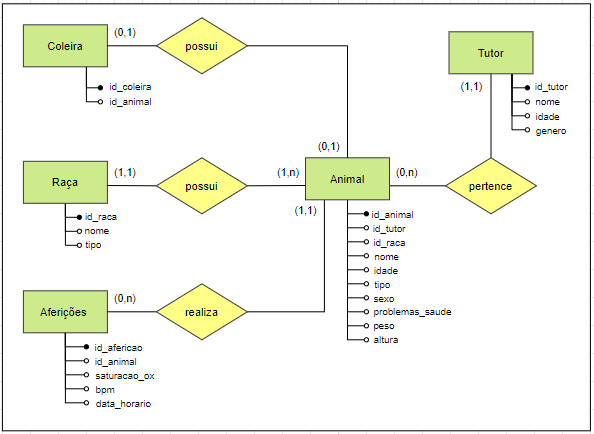 Coleira
(0,1)
possui
id_coleira
id_animal
Tutor
(1,1)
id_tutor
nome
idade
genero
Raça
(1,1)
possui
(1,n)
id_raca
nome
tipo
(0,1)
Animal
(0,n)
(1,1)
pertence
id_animal
id_tutor
id_raca
nome
idade
tipo
sexo
problemas_saude
peso
altura
Aferições
(0,n)
realiza
id_afericao
id_animal
saturacao_ox
bpm
data_horario